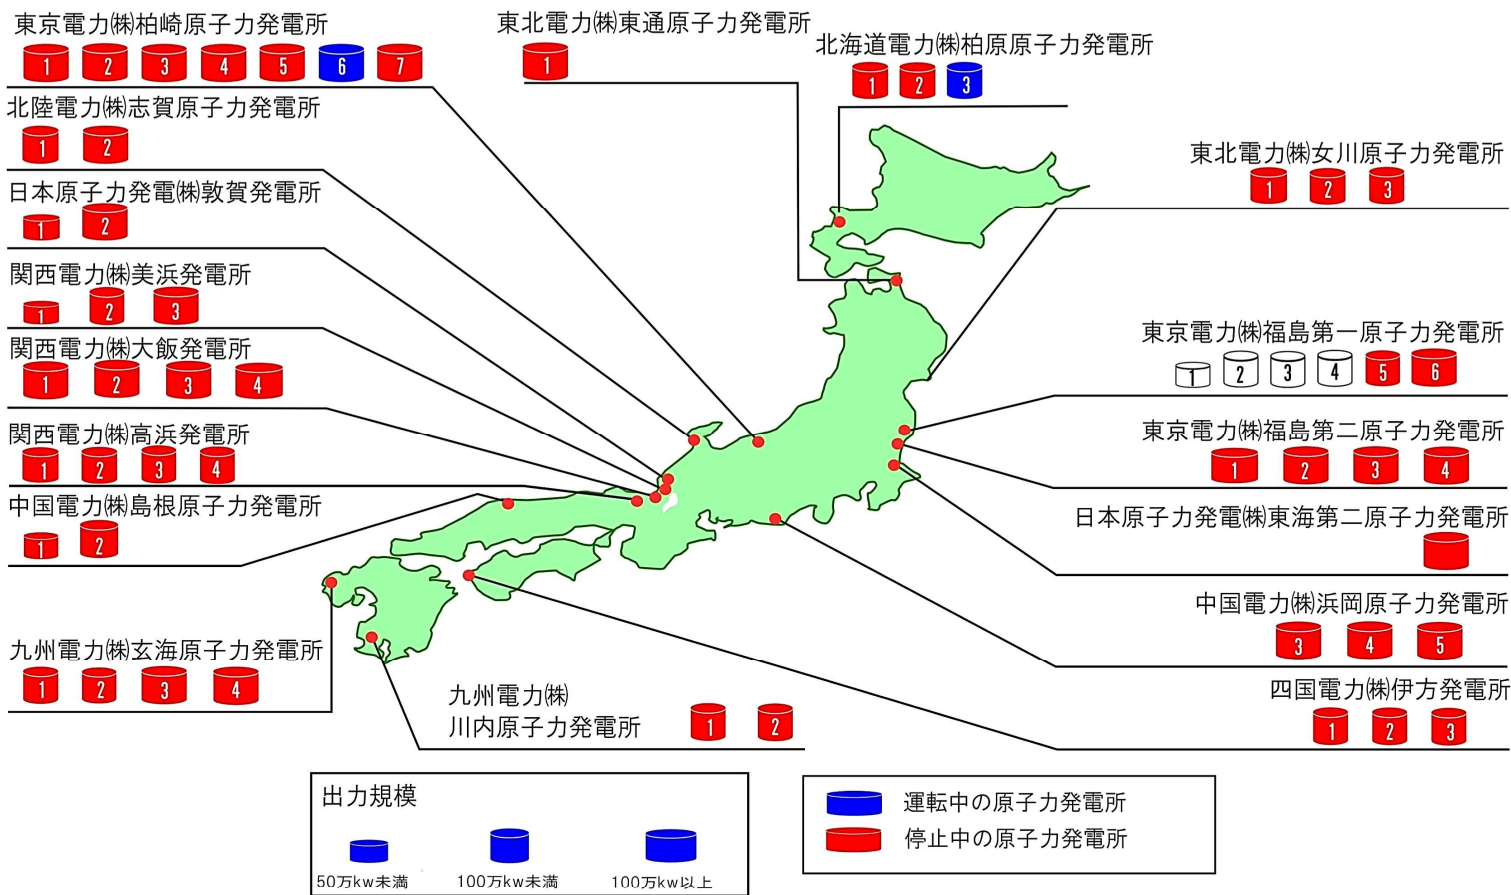 東京電力㈱柏崎原子力発電所
1 2 3 4 5 6 7
北陸電力㈱志賀原子力発電所
1 2
日本原子力発電㈱敦賀発電所
1 2
関西電力㈱美浜発電所
1 2 3
関西電力㈱大飯発電所
1 2 3 4
関西電力㈱高浜発電所
1 2 3 4
中国電力㈱島根原子力発電所
1 2
九州電力㈱玄海原子力発電所
1 2 3 4
東北電力㈱東通原子力発電所
1
北海道電力㈱柏原原子力発電所
1 2 3
東北電力㈱女川原子力発電所
1 2 3
東京電力㈱福島第一原子力発電所
1 2 3 4 5 6
東京電力㈱福島第二原子力発電所
1 2 3 4
日本原子力発電㈱東海第二原子力発電所
中国電力㈱浜岡原子力発電所
3 4 5
四国電力㈱伊方発電所
1 2 3
九州電力㈱
川内原子力発電所
1 2
出力規模
50万kw未満 100万kw未満 100万kw以上
運転中の原子力発電所
停止中の原子力発電所